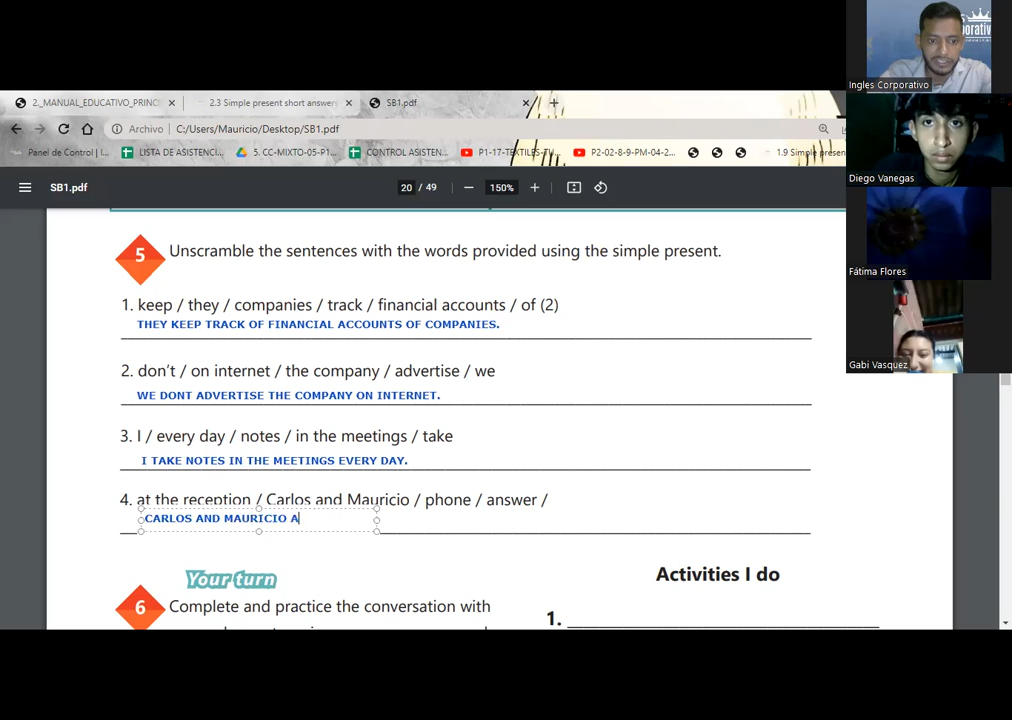 2._MANUAL_EDUCATIVO_PRINCI
2.3 Simple present short answer
SB1.pdf
Archivo
C:/Users/Mauricio/Desktop/SB1.pdf
Panel de Control | I...
LISTA DE ASISTENCI...
5. CC-MIXTO-05-P1...
CONTROL ASISTEN...
P1-17-TEXTILES-TU...
P2-02-8-9-PM-04-2...
1.9 Simple presen
SB1.pdf
20 / 49
150%
5
Unscramble the sentences with the words provided using the simple present.
1. keep / they / companies / track / financial accounts / of (2)
THEY KEEP TRACK OF FINANCIAL ACCOUNTS OF COMPANIES.
2. don't / on internet / the company / advertise / we
WE DONT ADVERTISE THE COMPANY ON INTERNET.
3. I / every day / notes / in the meetings / take
I TAKE NOTES IN THE MEETINGS EVERY DAY.
4. at the reception / Carlos and Mauricio / phone / answer /
CARLOS AND MAURICIO A
Your turn
6
Complete and practice the conversation with
Activities I do
1.
Ingles Corporativo
Diego Vanegas
Fátima Flores
Gabi Vasquez